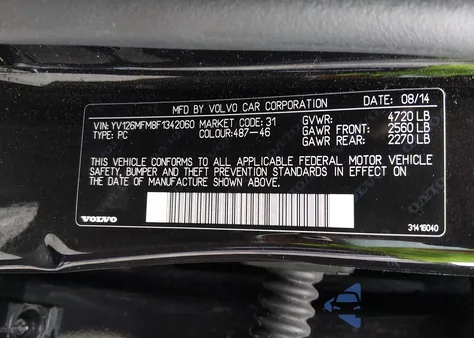 MFD BY VOLVO CAR CORPORATION DATE: 08/14
VIN: YV126MFM8F1342060 MARKET CODE: 31 GVWR: 4720 LB
TYPE: PC COLOUR:487-46 GAWR FRONT: 2560 LB
GAWR REAR: 2270 LB
THIS VEHICLE CONFORMS TO ALL APPLICABLE FEDERAL MOTOR VEHICLE
SAFETY, BUMPER AND THEFT PREVENTION STANDARDS IN EFFECT ON
THE DATE OF MANUFACTURE SHOWN ABOVE.
VOLVO 31416040